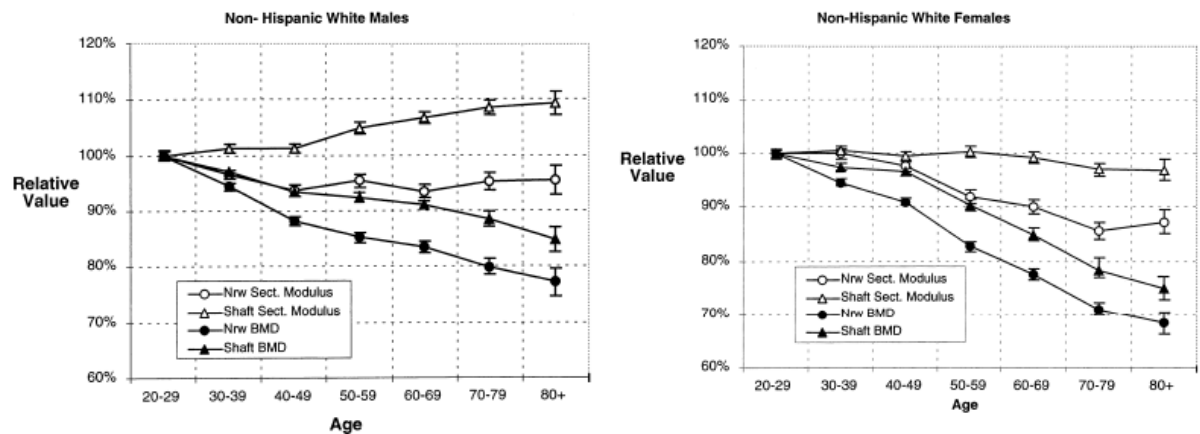 Non- Hispanic White Males
120%
110%
100%
90%
80%
70%
60%
Relative
Value
Nrw Sect. Modulus
Shaft Sect. Modulus
Nrw BMD
Shaft BMD
20-29 30-39 40-49 50-59 60-69 70-79 80+
Age
Non-Hispanic White Females
120%
110%
100%
90%
80%
70%
60%
Relative
Value
Nrw Sect. Modulus
Shaft Sect. Modulus
Nrw BMD
Shaft BMD
20-29 30-39 40-49 50-59 60-69 70-79 80+
Age